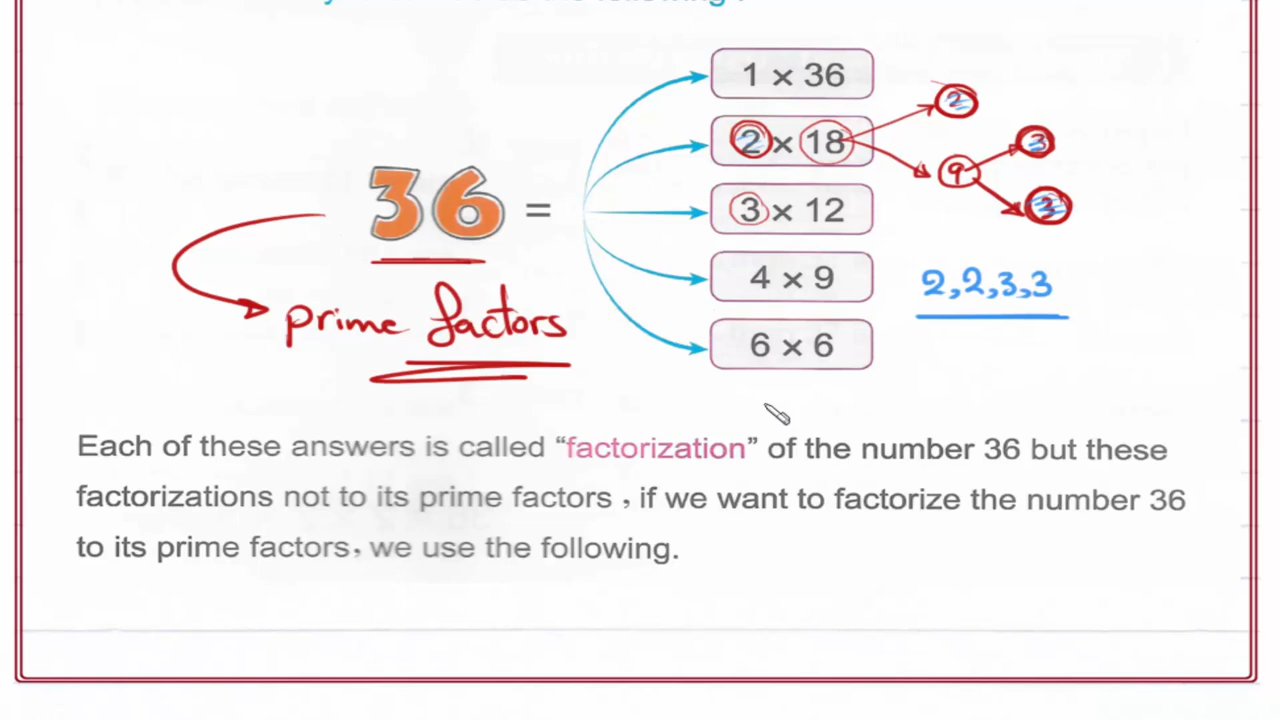 1 × 36
2 × 18
2
9
3
3
36 =
3 × 12
4 × 9
2,2,3,3
prime factors
6 × 6
Each of these answers is called “factorization” of the number 36 but these
factorizations not to its prime factors , if we want to factorize the number 36
to its prime factors, we use the following.